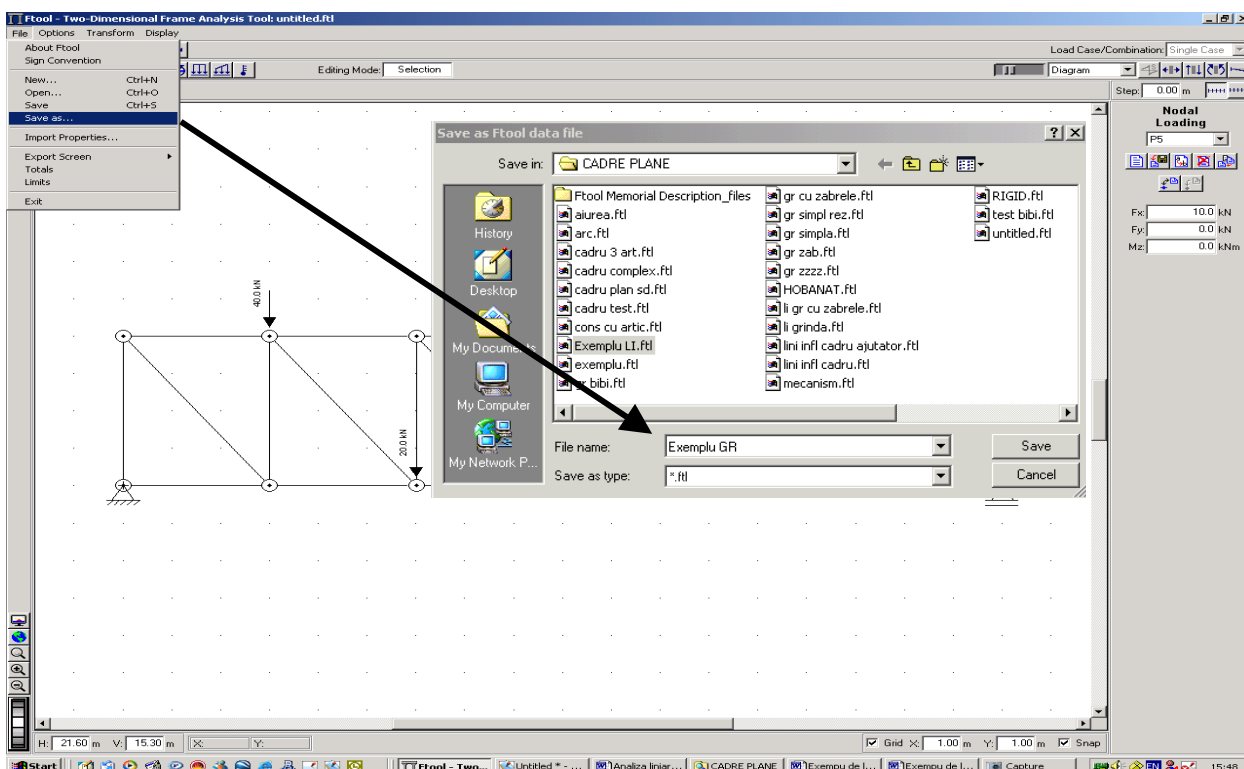 Ftool - Two-Dimensional Frame Analysis Tool: untitled.ftl
File Options Transform Display
About Ftool
Sign Convention
New... Ctrl+N
Open... Ctrl+O
Save Ctrl+S
Save as...
Import Properties...
Export Screen
Totals
Limits
Exit
Load Case/Combination: Single Case
Editing Mode: Selection
Diagram
Step: 0.00 m
Nodal
Loading
P5
Fx: 10.0 kN
Fy: 0.0 kN
Mz: 0.0 kNm
40.0 kN
20.0 kN
Save as Ftool data file
Save in: CADRE PLANE
History
Desktop
My Documents
My Computer
My Network P...
Ftool Memorial Description_files
aiurea.ftl
arc.ftl
cadru 3 art.ftl
cadru complex.ftl
cadru plan sd.ftl
cadru test.ftl
cons cu artic.ftl
Exemplu LI.ftl
exemplu.ftl
gr bibi.ftl
gr cu zabrele.ftl
gr simpl rez.ftl
gr simpla.ftl
gr zab.ftl
gr zzzz.ftl
HOBANAT.ftl
li gr cu zabrele.ftl
li grinda.ftl
lini infl cadru ajutator.ftl
lini infl cadru.ftl
mecanism.ftl
RIGID.ftl
test bibi.ftl
untitled.ftl
File name: Exemplu GR Save
Save as type: *.ftl Cancel
H: 21.60 m V: 15.30 m X: Y: Grid X: 1.00 m Y: 1.00 m Snap
Start Ftool - Two... Untitled * - ... Analiza liniar... CADRE PLANE Exempu de l... Exempu de l... Capture EN 15:48